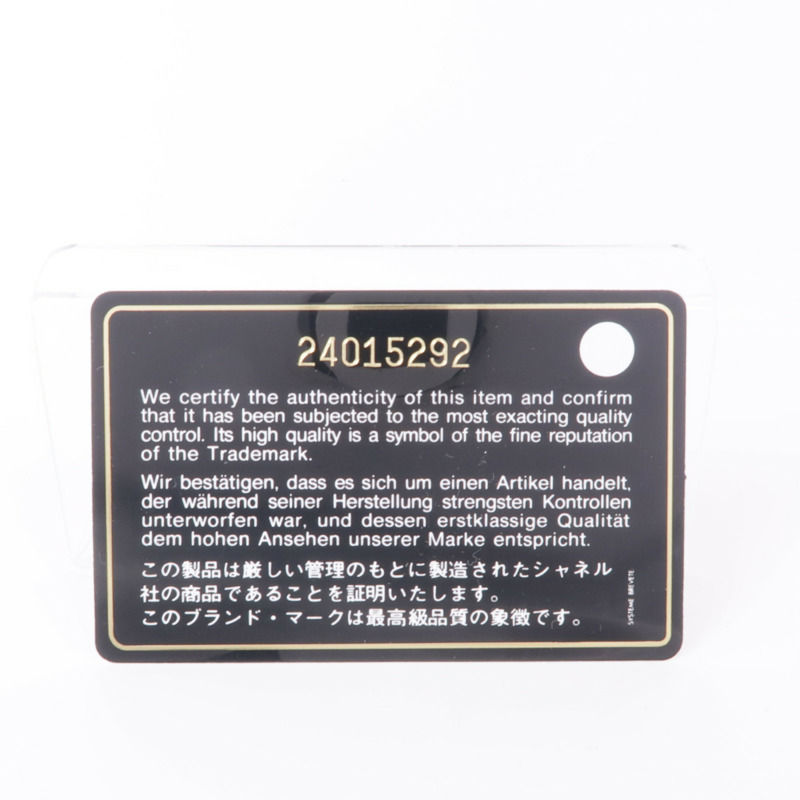 24015292
We certify the authenticity of this item and confirm
that it has been subjected to the most exacting quality
control. Its high quality is a symbol of the fine reputation
of the Trademark.
Wir bestätigen, dass es sich um einen Artikel handelt,
der während seiner Herstellung strengsten Kontrollen
unterworfen war, und dessen erstklassige Qualität
dem hohen Ansehen unserer Marke entspricht.
この製品は厳しい管理のもとに製造されたシャネル
社の商品であることを証明いたします。
このブランド・マークは最高級品質の象徴です。
SYSTEME BREVETE